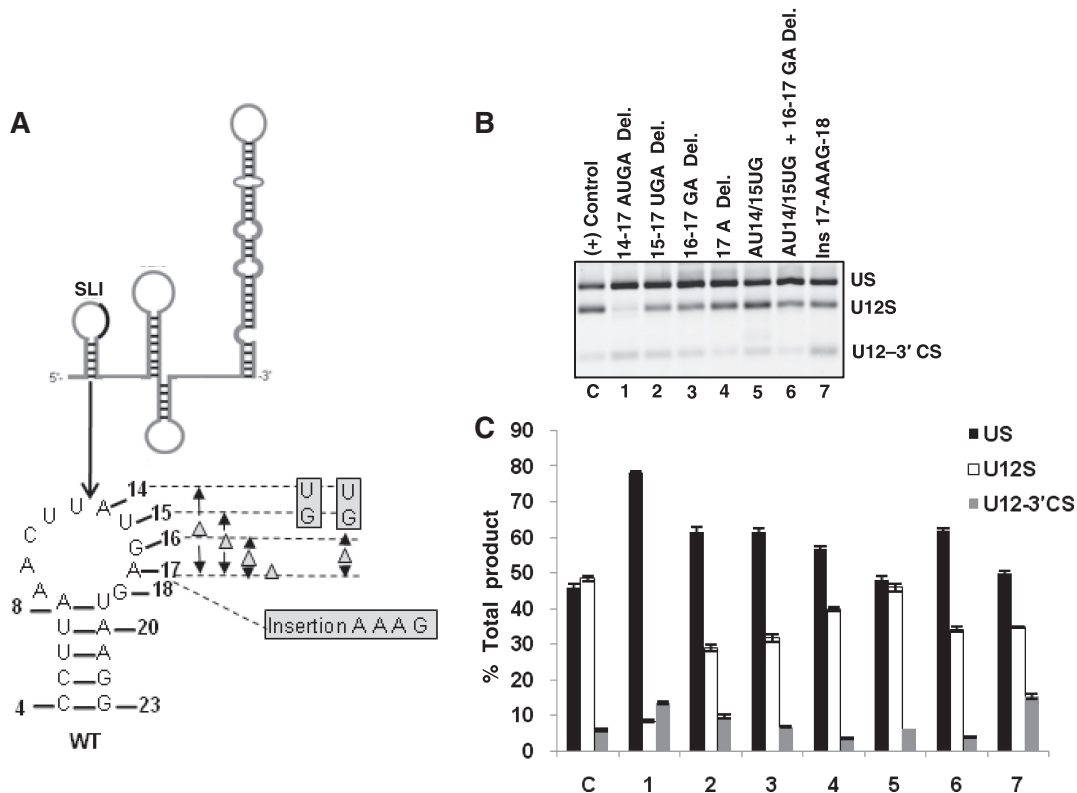 A
SLI
5'-
-3'
14
15
16
17
18
A
U
G
A
G
U
U
C
A
A
A
8
U
U
C
C
4
U
A
A
G
G
20
23
U
G
U
G
Insertion A A A G
WT
B
(+) Control
14-17 AUGA Del.
15-17 UGA Del.
16-17 GA Del.
17 A Del.
AU14/15UG
AU14/15UG + 16-17 GA Del.
Ins 17-AAAG-18
US
U12S
U12–3' CS
C 1 2 3 4 5 6 7
C
% Total product
90
80
70
60
50
40
30
20
10
0
US
U12S
U12-3'CS
C 1 2 3 4 5 6 7